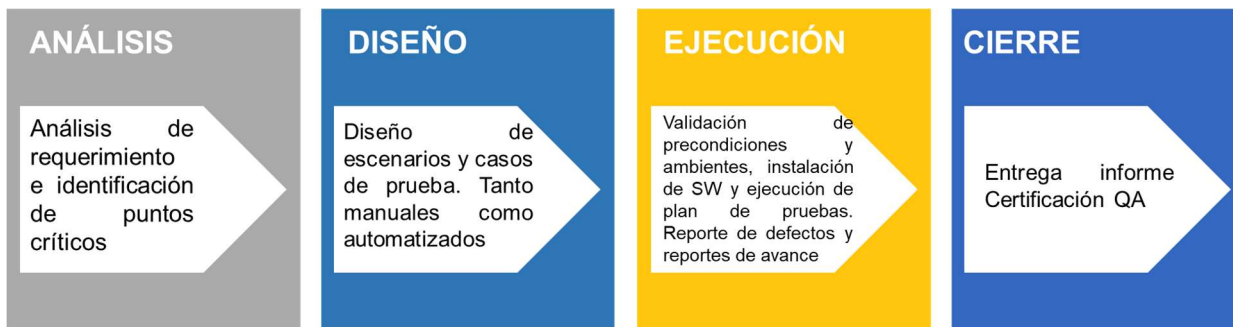 ANÁLISIS
Análisis de
requerimiento
e identificación
de puntos
críticos
DISEÑO
Diseño de
escenarios y casos
de prueba. Tanto
manuales como
automatizados
EJECUCIÓN
Validación de
precondiciones y
ambientes, instalación
de SW y ejecución de
plan de pruebas.
Reporte de defectos y
reportes de avance
CIERRE
Entrega informe
Certificación QA